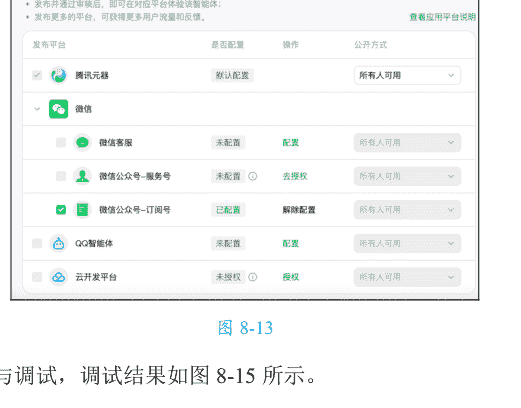 • 发布并通过审核后，即可在对应平台体验该智能体；
• 发布更多的平台，可获得更多用户流量和反馈。 查看应用平台说明
发布平台 是否配置 操作 公开方式
腾讯元器 默认配置 所有人可用
微信
微信客服 未配置 配置 所有人可用
微信公众号-服务号 未配置 去授权 所有人可用
微信公众号-订阅号 已配置 解除配置 所有人可用
QQ智能体 未配置 配置 所有人可用
云开发平台 未授权 授权 所有人可用
图 8-13
与调试，调试结果如图 8-15 所示。